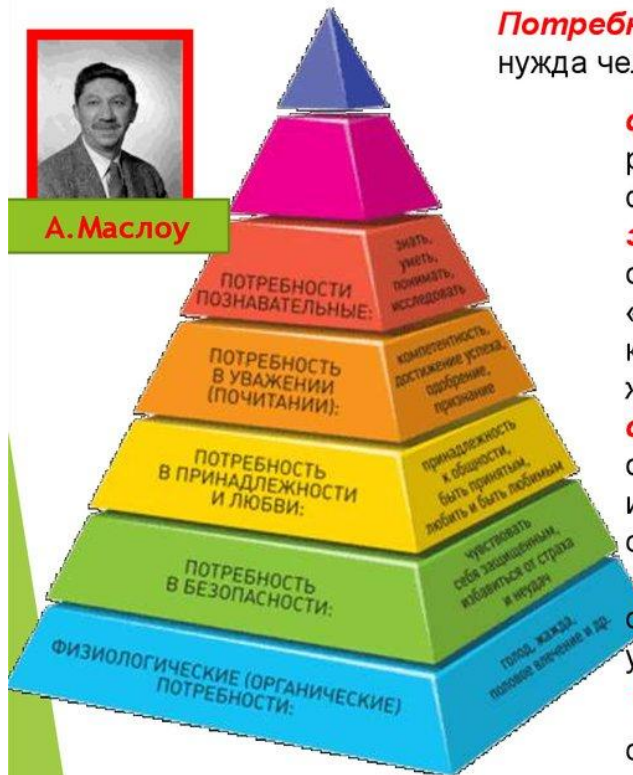 Потребн
нужда чел
А.Маслоу
ПОТРЕБНОСТИ
ПОЗНАВАТЕЛЬНЫЕ:
знать,
уметь,
понимать,
исследовать
ПОТРЕБНОСТЬ
В УВАЖЕНИИ
(ПОЧИТАНИИ):
компетентность,
достижение успеха,
одобрение,
признание
ПОТРЕБНОСТЬ
В ПРИНАДЛЕЖНОСТИ
И ЛЮБВИ:
принадлежность
к общности,
быть принятым,
любить и быть любимым
ПОТРЕБНОСТЬ
В БЕЗОПАСНОСТИ:
чувствовать
себя защищенным,
избавиться от страха
и неудач
ФИЗИОЛОГИЧЕСКИЕ (ОРГАНИЧЕСКИЕ)
ПОТРЕБНОСТИ:
голод, жажда,
половое влечение и др.